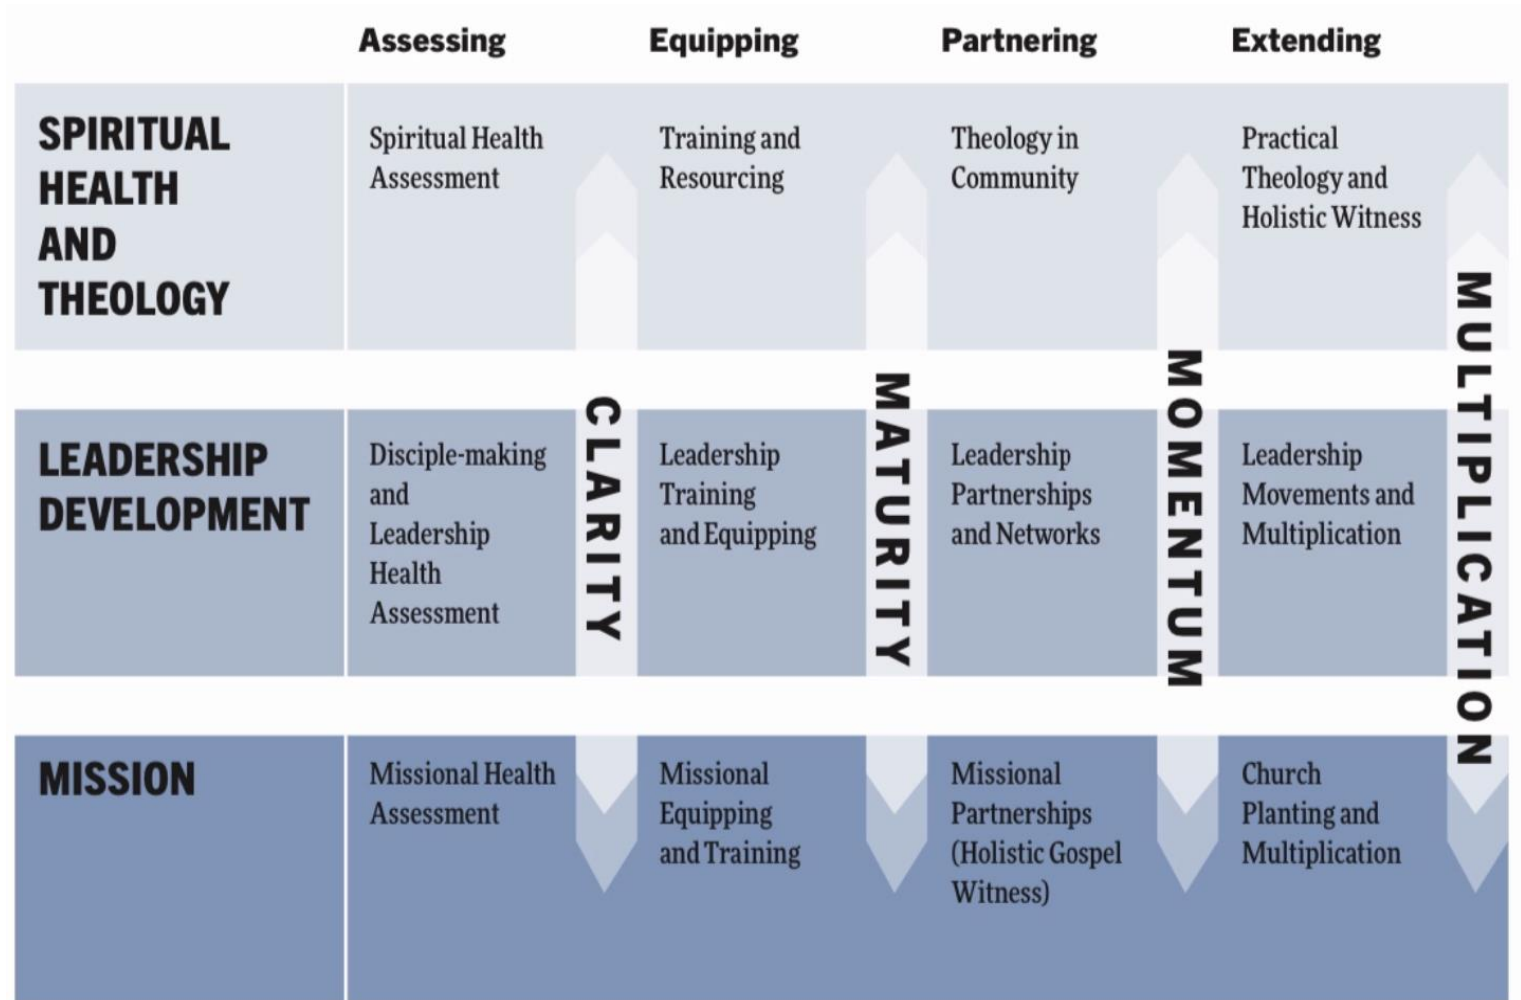 Assessing
Equipping
Partnering
Extending
SPIRITUAL
HEALTH
AND
THEOLOGY
Spiritual Health
Assessment
Training and
Resourcing
Theology in
Community
Practical
Theology and
Holistic Witness
LEADERSHIP
DEVELOPMENT
Disciple-making
and
Leadership
Health
Assessment
Leadership
Training
and Equipping
Leadership
Partnerships
and Networks
Leadership
Movements and
Multiplication
MISSION
Missional Health
Assessment
Missional
Equipping
and Training
Missional
Partnerships
(Holistic Gospel
Witness)
Church
Planting and
Multiplication
CLARITY
MATURITY
MOMENTUM
MULTIPLICATION